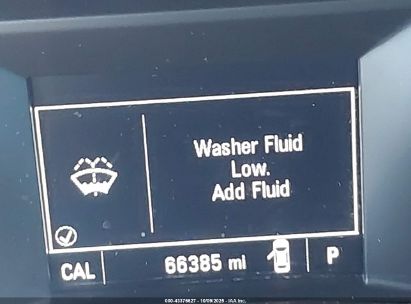 Washer Fluid
Low.
Add Fluid
CAL 66385 mi P